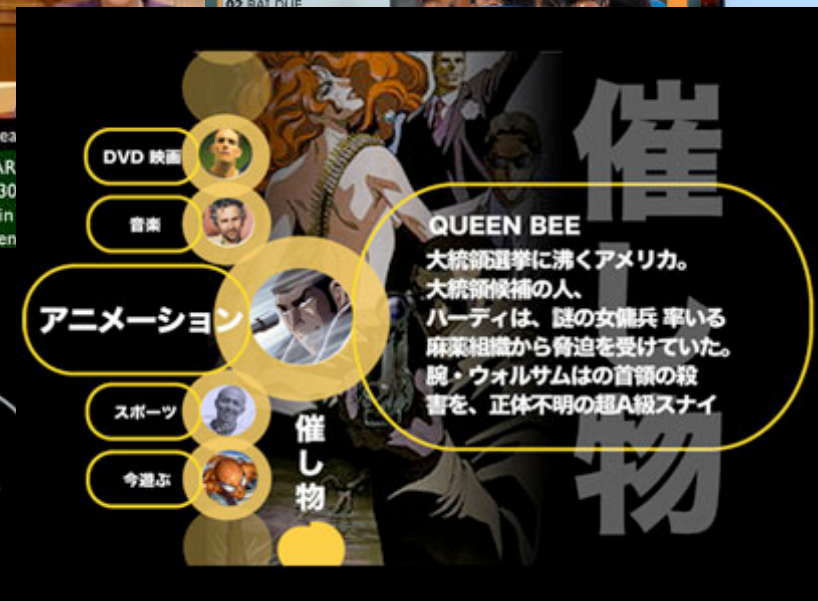 02 BAI DUE
DVD 映画
音楽
アニメーション
スポーツ
今遊ぶ
催し物
QUEEN BEE
大統領選挙に沸くアメリカ。
大統領候補の人、
ハーディは、謎の女傭兵 率いる
麻薬組織から脅迫を受けていた。
腕・ウォルサムはの首領の殺
害を、正体不明の超A級スナイ
催し物